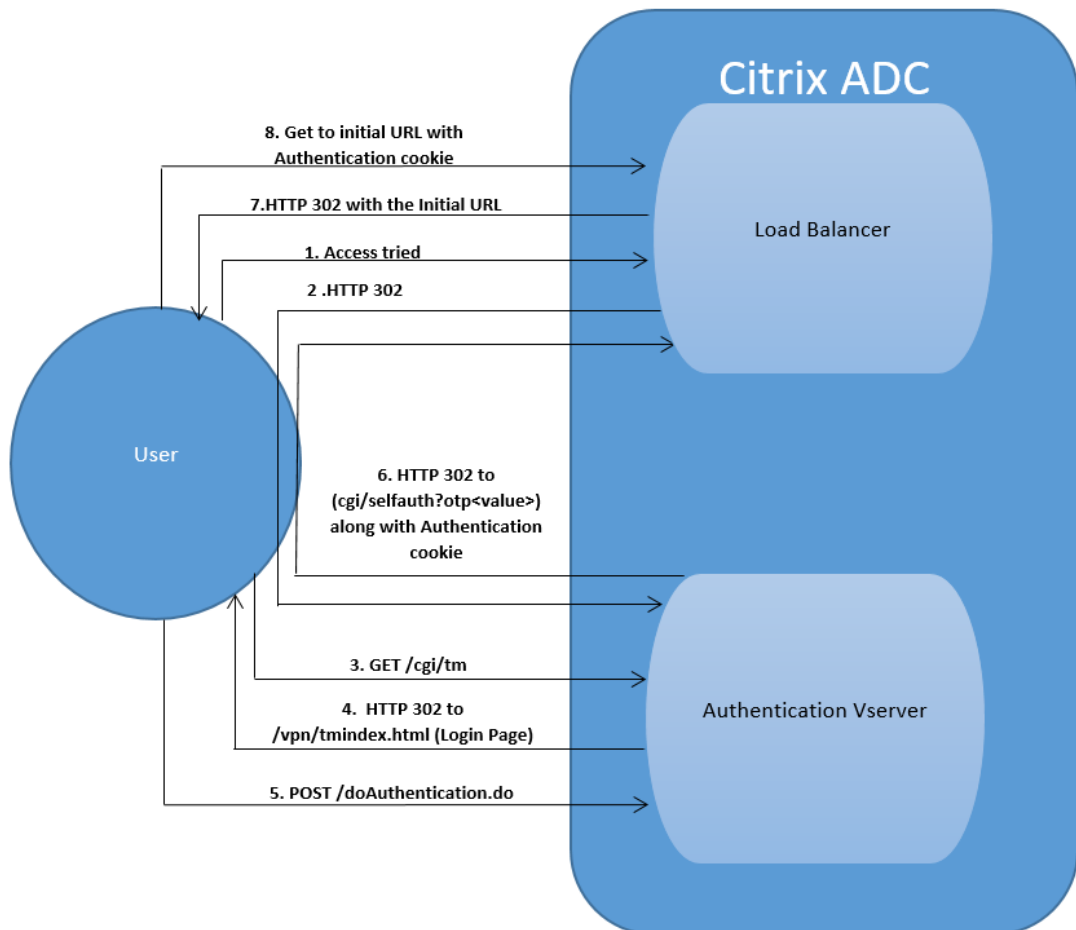 Citrix ADC
8. Get to initial URL with
Authentication cookie
7.HTTP 302 with the Initial URL
Load Balancer
1. Access tried
2 .HTTP 302
User
6. HTTP 302 to
(cgi/selfauth?otp<value>)
along with Authentication
cookie
3. GET /cgi/tm
4. HTTP 302 to
/vpn/tmindex.html (Login Page)
Authentication Vserver
5. POST /doAuthentication.do